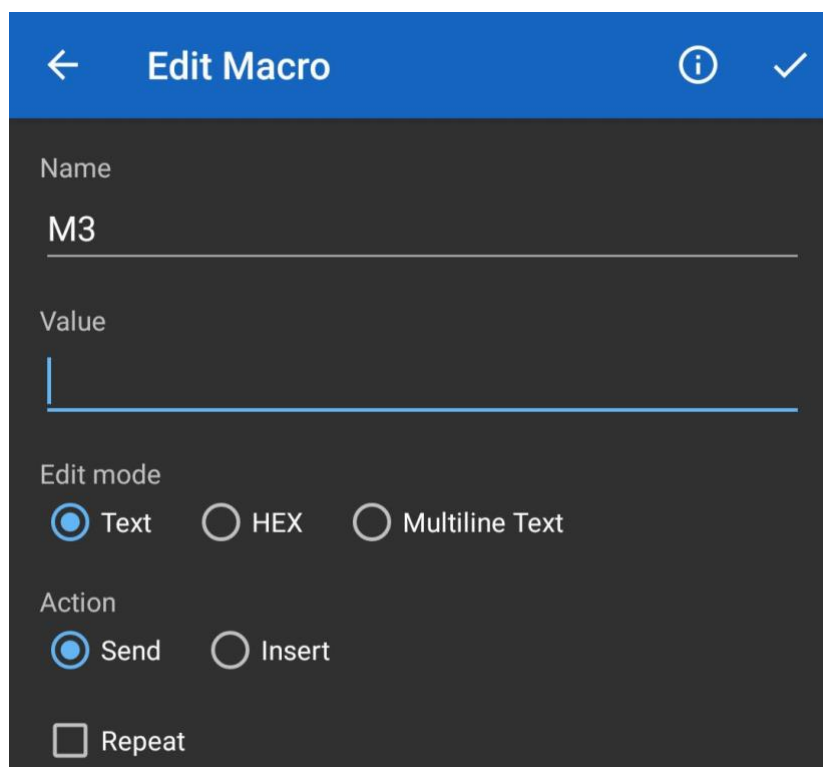 Edit Macro
Name
M3
Value
Edit mode
Text HEX Multiline Text
Action
Send Insert
Repeat